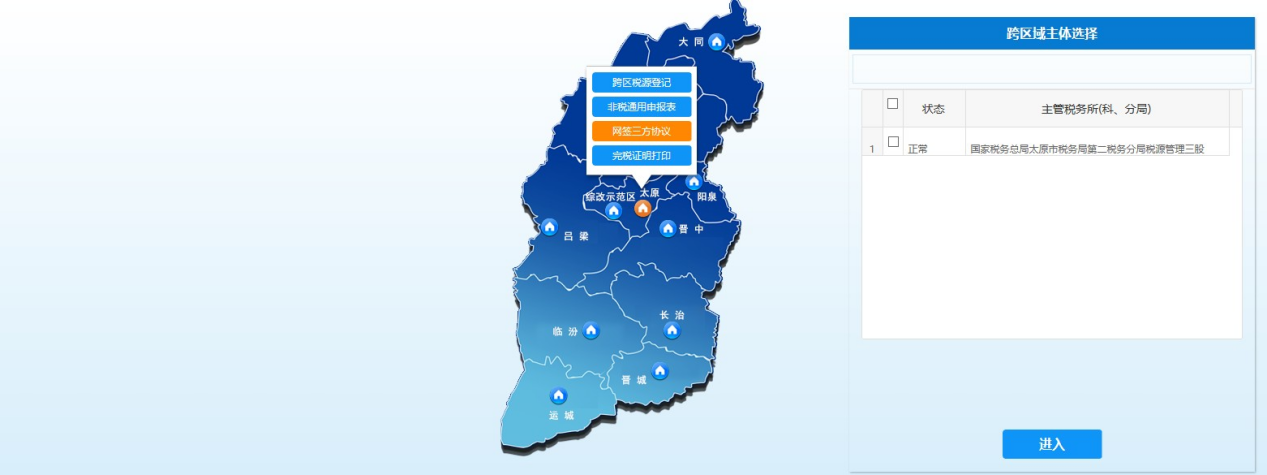 大同
跨区税源登记
非税通用申报表
网签三方协议
完税证明打印
综改示范区
太原
阳泉
吕梁
晋中
临汾
长治
晋城
运城
跨区域主体选择
状态
主管税务所(科、分局)
1
正常
国家税务总局太原市税务局第二税务分局税源管理三股
进入